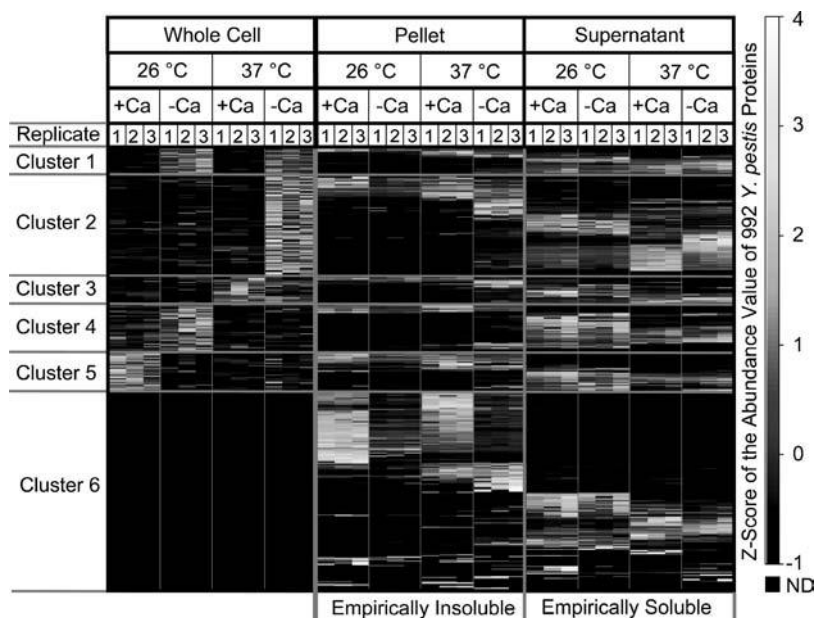 Whole Cell Pellet Supernatant
26 °C 37 °C 26 °C 37 °C 26 °C 37 °C
+Ca -Ca +Ca -Ca +Ca -Ca +Ca -Ca +Ca -Ca +Ca -Ca
Replicate 1 2 3 1 2 3 1 2 3 1 2 3 1 2 3 1 2 3 1 2 3 1 2 3 1 2 3 1 2 3 1 2 3 1 2 3
Cluster 1
Cluster 2
Cluster 3
Cluster 4
Cluster 5
Cluster 6
Empirically Insoluble Empirically Soluble
Z-Score of the Abundance Value of 992 Y. pestis Proteins
4
3
2
1
0
-1
ND